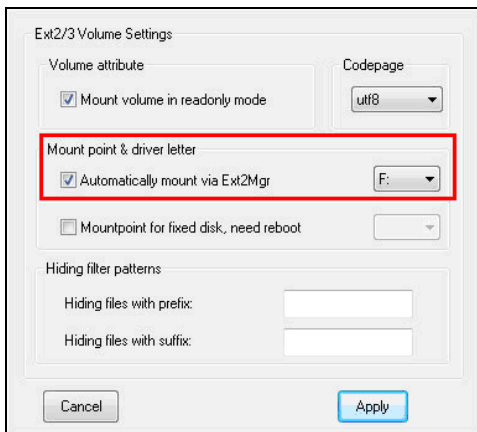 Ext2/3 Volume Settings
Volume attribute
Codepage
Mount volume in readonly mode
utf8
Mount point & driver letter
Automatically mount via Ext2Mgr
F:
Mountpoint for fixed disk, need reboot
Hiding filter patterns
Hiding files with prefix:
Hiding files with suffix:
Cancel
Apply